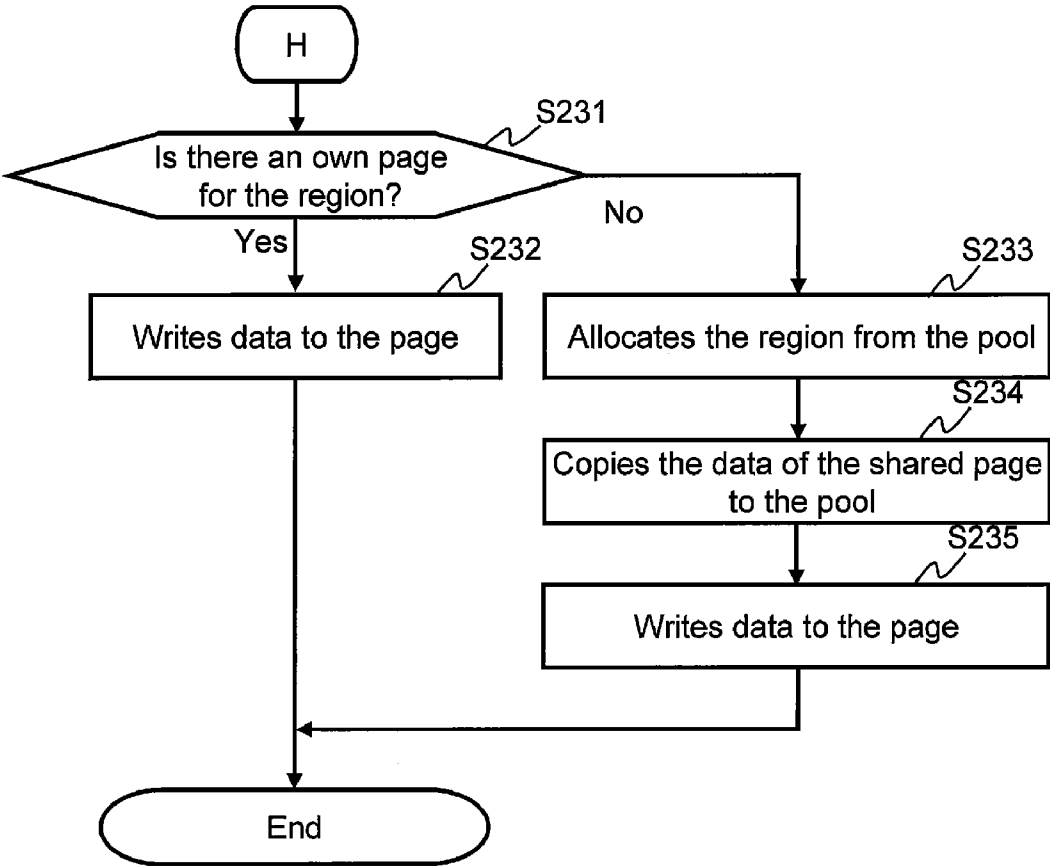 H
S231
Is there an own page
for the region?
No
Yes
S232
S233
Writes data to the page
Allocates the region from the pool
S234
Copies the data of the shared page
to the pool
S235
Writes data to the page
End